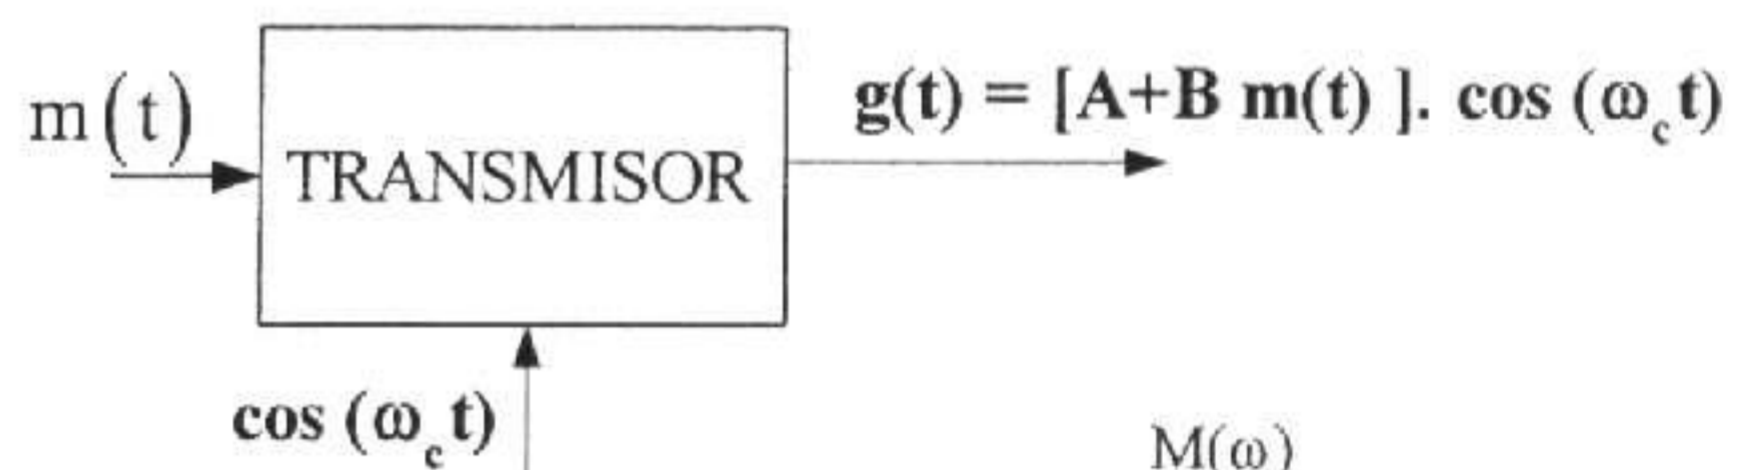 m(t)
TRANSMISOR
g(t) = [A+B m(t) ]. cos (ω_c t)
cos (ω_c t)
M(ω)